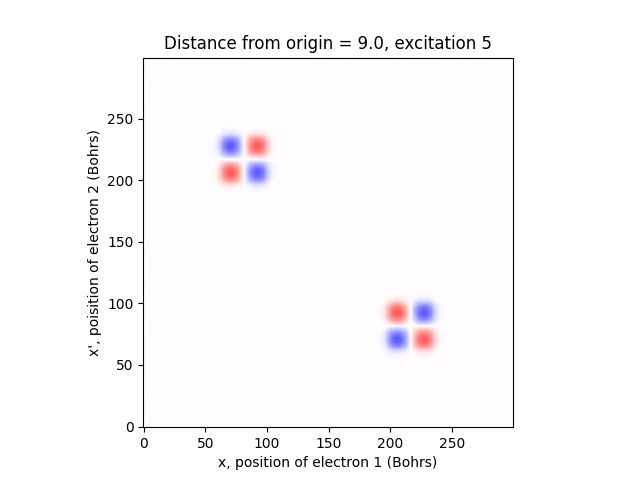 Distance from origin = 9.0, excitation 5
x', poisition of electron 2 (Bohrs)
250
200
150
100
50
0
0 50 100 150 200 250
x, position of electron 1 (Bohrs)